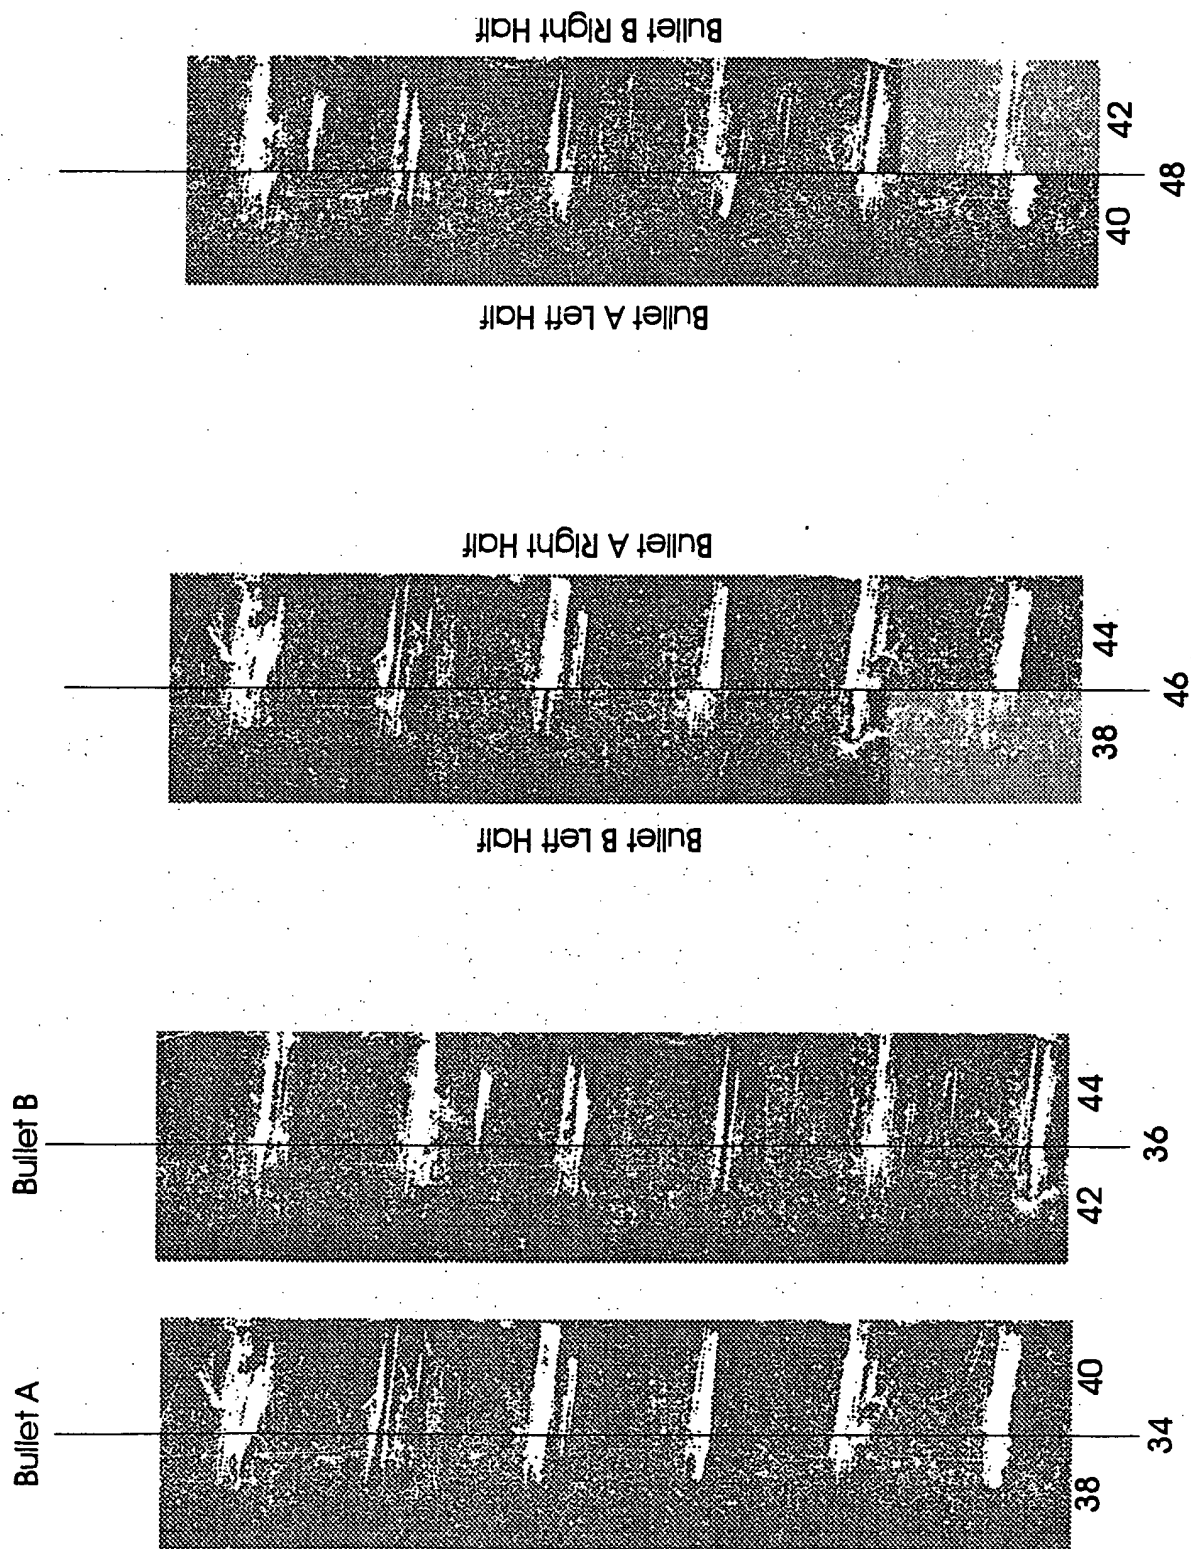 Bullet A
38 40
34
Bullet B
42 44
36
Bullet B Left Half
Bullet A Right Half
38 44
46
Bullet A Left Half
Bullet B Right Half
40 42
48